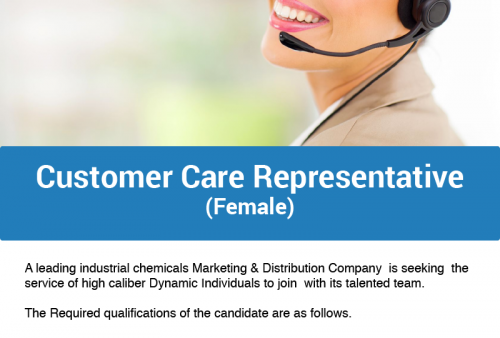 Customer Care Representative
(Female)
A leading industrial chemicals Marketing & Distribution Company  is seeking  the
service of high caliber Dynamic Individuals to join  with its talented team.
The Required qualifications of the candidate are as follows.